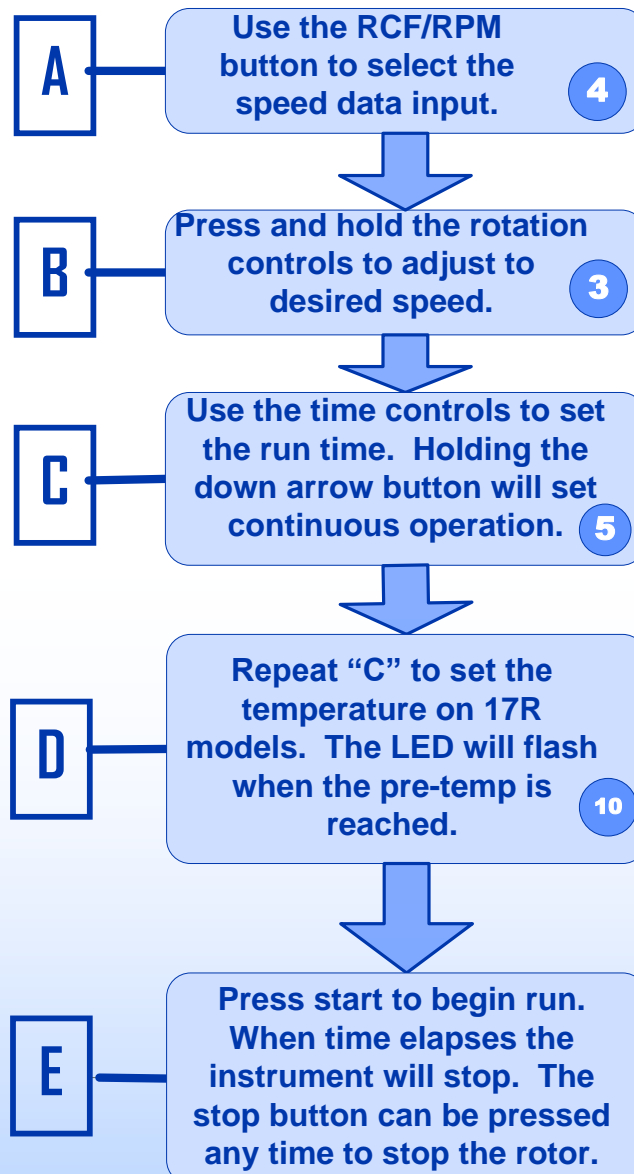 A
Use the RCF/RPM
button to select the
speed data input.
4
B
Press and hold the rotation
controls to adjust to
desired speed.
3
C
Use the time controls to set
the run time.  Holding the
down arrow button will set
continuous operation.
5
D
Repeat “C” to set the
temperature on 17R
models.  The LED will flash
when the pre-temp is
reached.
10
E
Press start to begin run.
When time elapses the
instrument will stop.  The
stop button can be pressed
any time to stop the rotor.